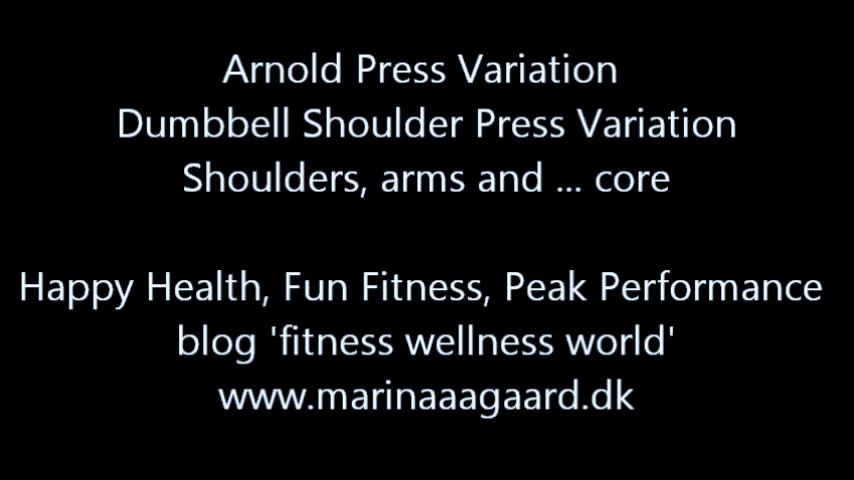 Arnold Press Variation
Dumbbell Shoulder Press Variation
Shoulders, arms and ... core
Happy Health, Fun Fitness, Peak Performance
blog 'fitness wellness world'
www.marinaaagaard.dk